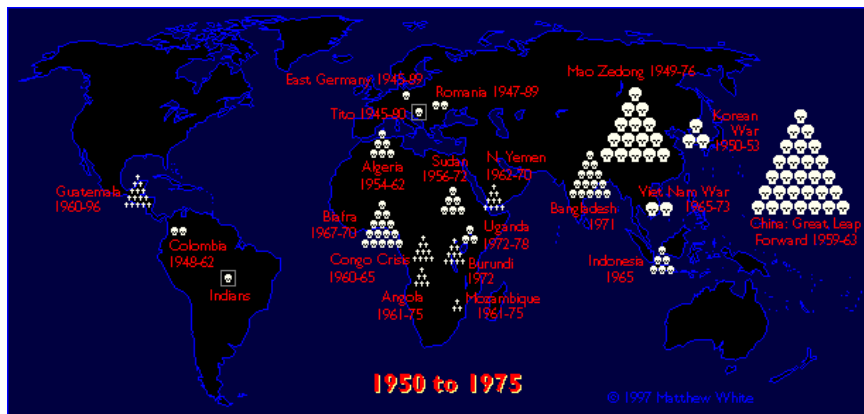 Mao Zedong 1949-76
East Germany 1945-89
Romania 1947-89
Tito 1945-80
Korean
War
1950-53
Algeria
1954-62
Sudan
1956-72
N. Yemen
1962-70
Guatemala
1960-96
Bangladesh
1971
Viet Nam War
1965-73
China: Great Leap
Forward 1959-63
Biafra
1967-70
Uganda
1972-78
Colombia
1948-62
Congo Crisis
1960-65
Burundi
1972
Indonesia
1965
Indians
Angola
1961-75
Mozambique
1961-75
1950 to 1975
© 1997 Matthew White